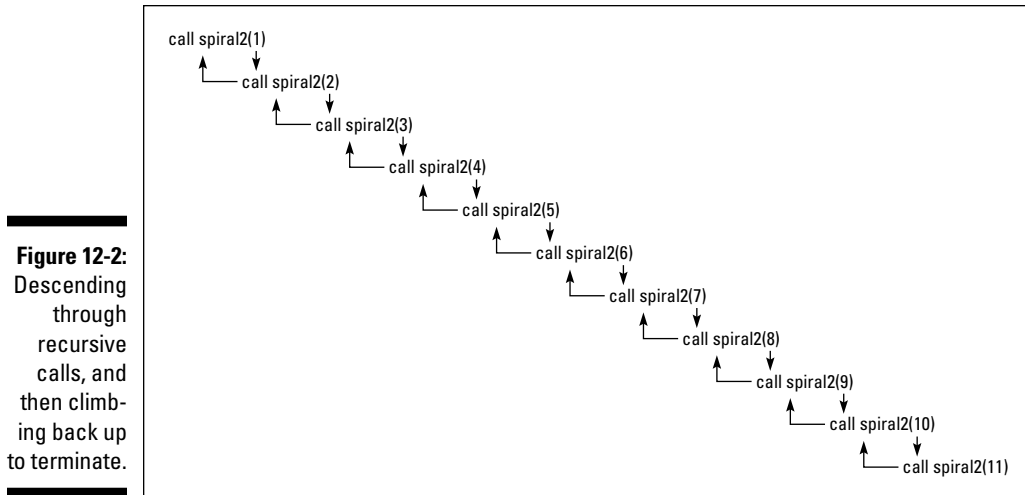 call spiral2(1)
call spiral2(2)
call spiral2(3)
call spiral2(4)
call spiral2(5)
call spiral2(6)
call spiral2(7)
call spiral2(8)
call spiral2(9)
call spiral2(10)
call spiral2(11)
Figure 12-2:
Descending
through
recursive
calls, and
then climb-
ing back up
to terminate.